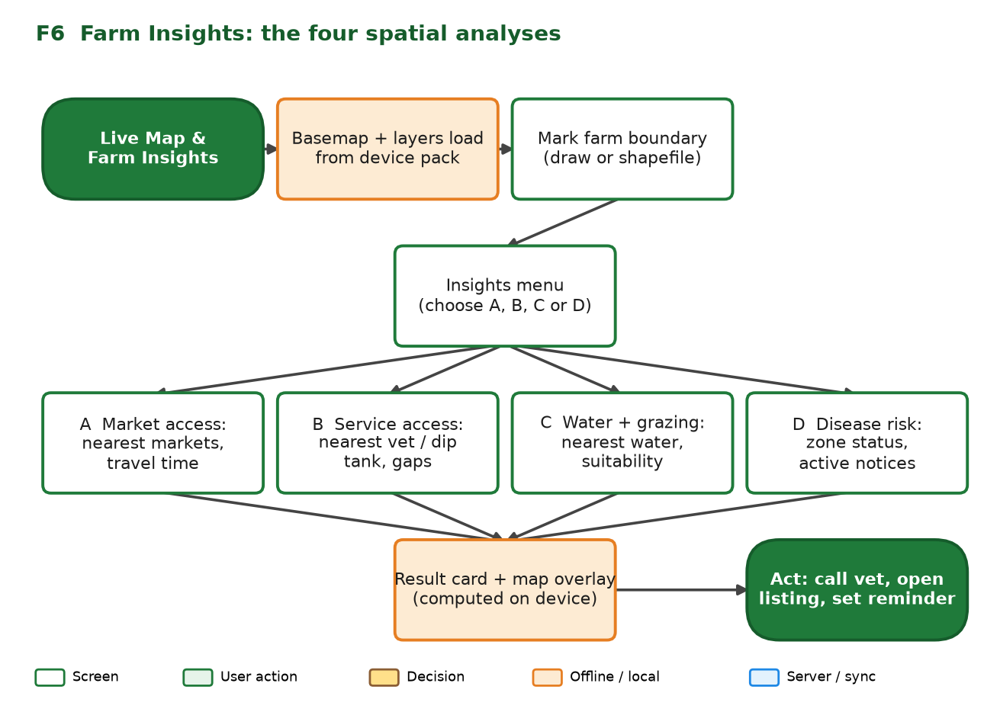 F6  Farm Insights: the four spatial analyses
Live Map &
Farm Insights
Basemap + layers load
from device pack
Mark farm boundary
(draw or shapefile)
Insights menu
(choose A, B, C or D)
A  Market access:
nearest markets,
travel time
B  Service access:
nearest vet / dip
tank, gaps
C  Water + grazing:
nearest water,
suitability
D  Disease risk:
zone status,
active notices
Result card + map overlay
(computed on device)
Act: call vet, open
listing, set reminder
Screen
User action
Decision
Offline / local
Server / sync